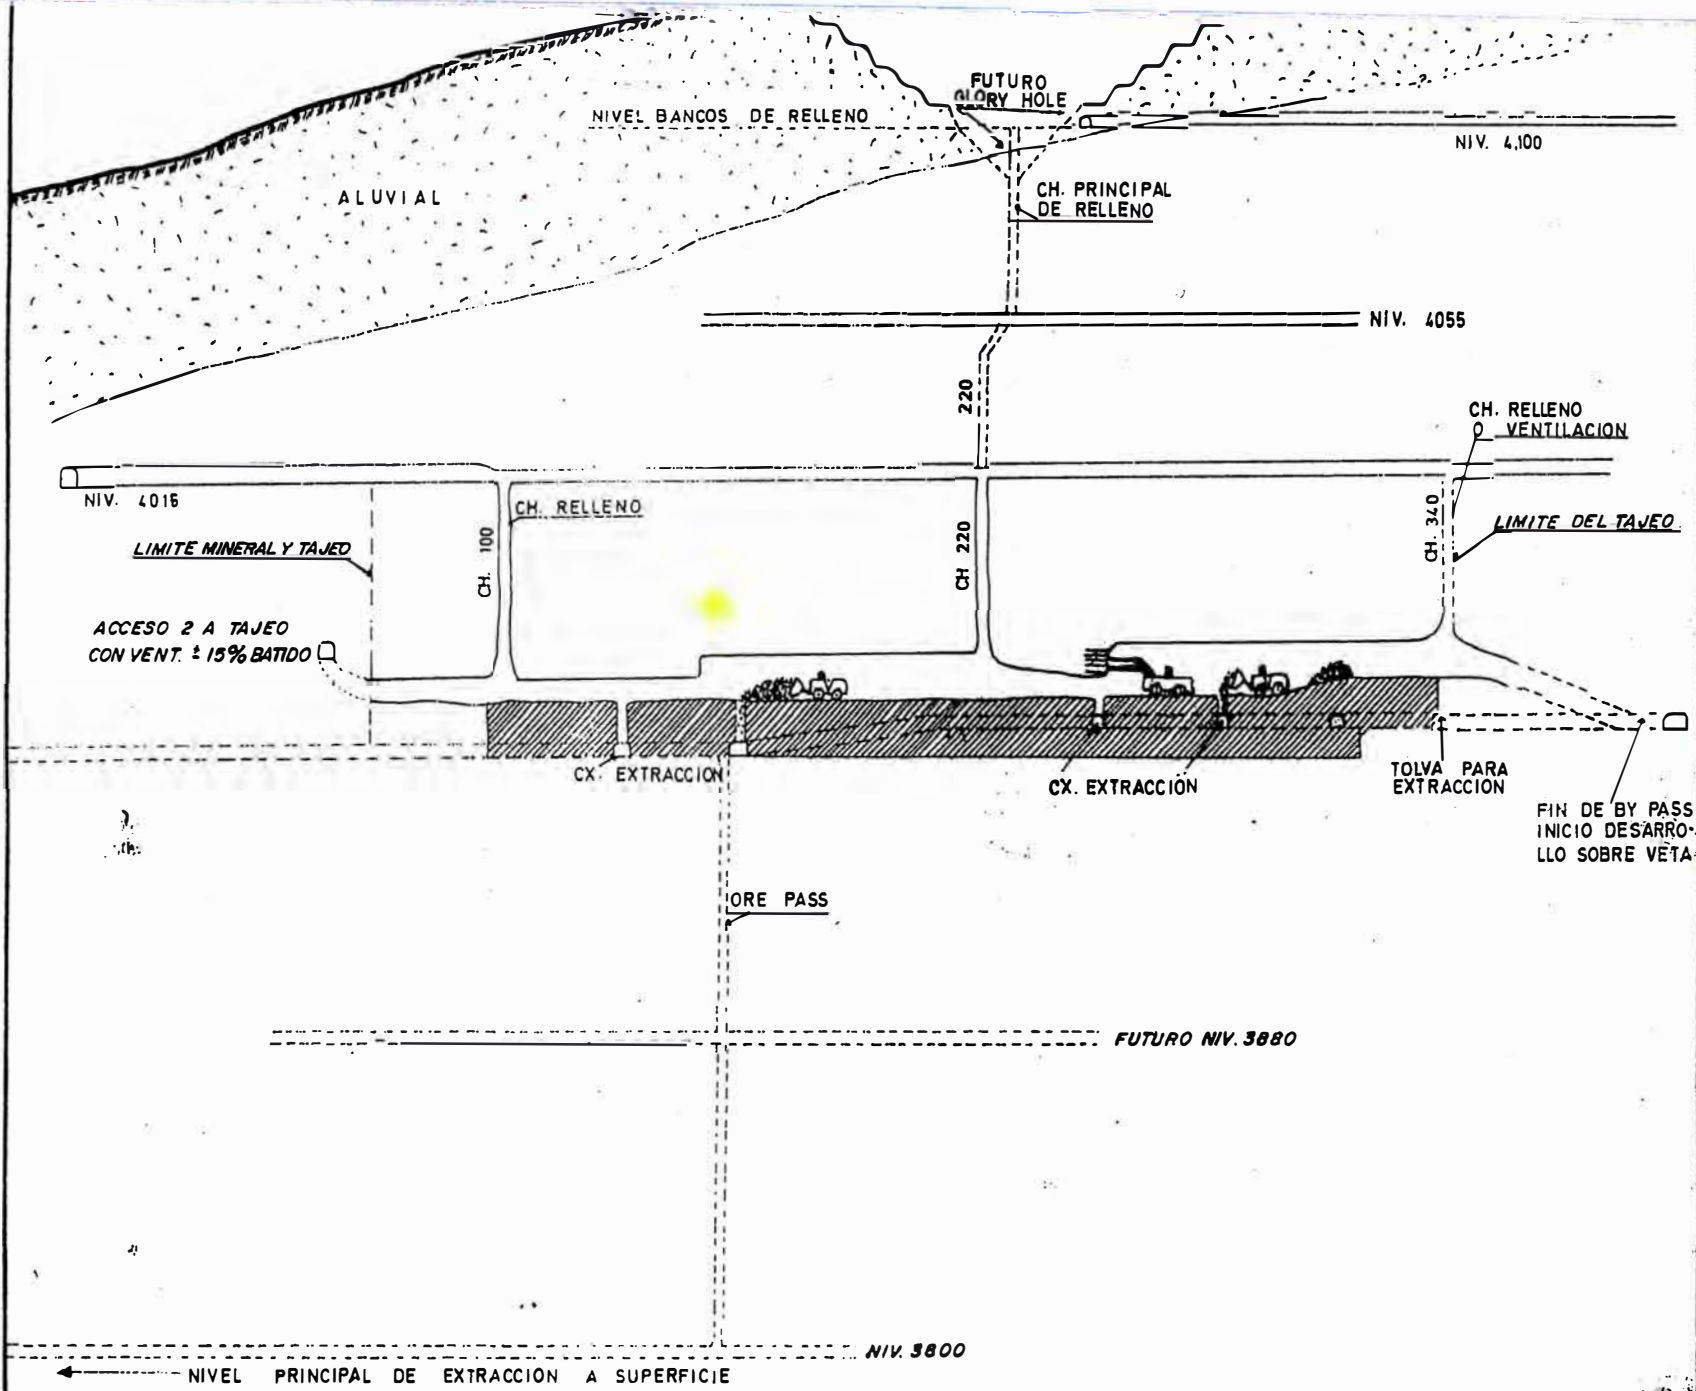 FUTURO
GLORY HOLE
NIVEL BANCOS DE RELLENO
NIV. 4,100
ALUVIAL
CH. PRINCIPAL
DE RELLENO
NIV. 4055
220
CH. RELLENO
O VENTILACION
NIV. 4015
CH. RELLENO
CH. 100
CH 220
CH. 340
LIMITE DEL TAJEO
LIMITE MINERAL Y TAJEO
ACCESO 2 A TAJEO
CON VENT. ± 15% BATIDO
CX. EXTRACCION
CX. EXTRACCION
TOLVA PARA
EXTRACCION
FIN DE BY PASS
INICIO DESARRO-
LLO SOBRE VETA
ORE PASS
FUTURO NIV. 3880
NIV. 3800
NIVEL PRINCIPAL DE EXTRACCION A SUPERFICIE